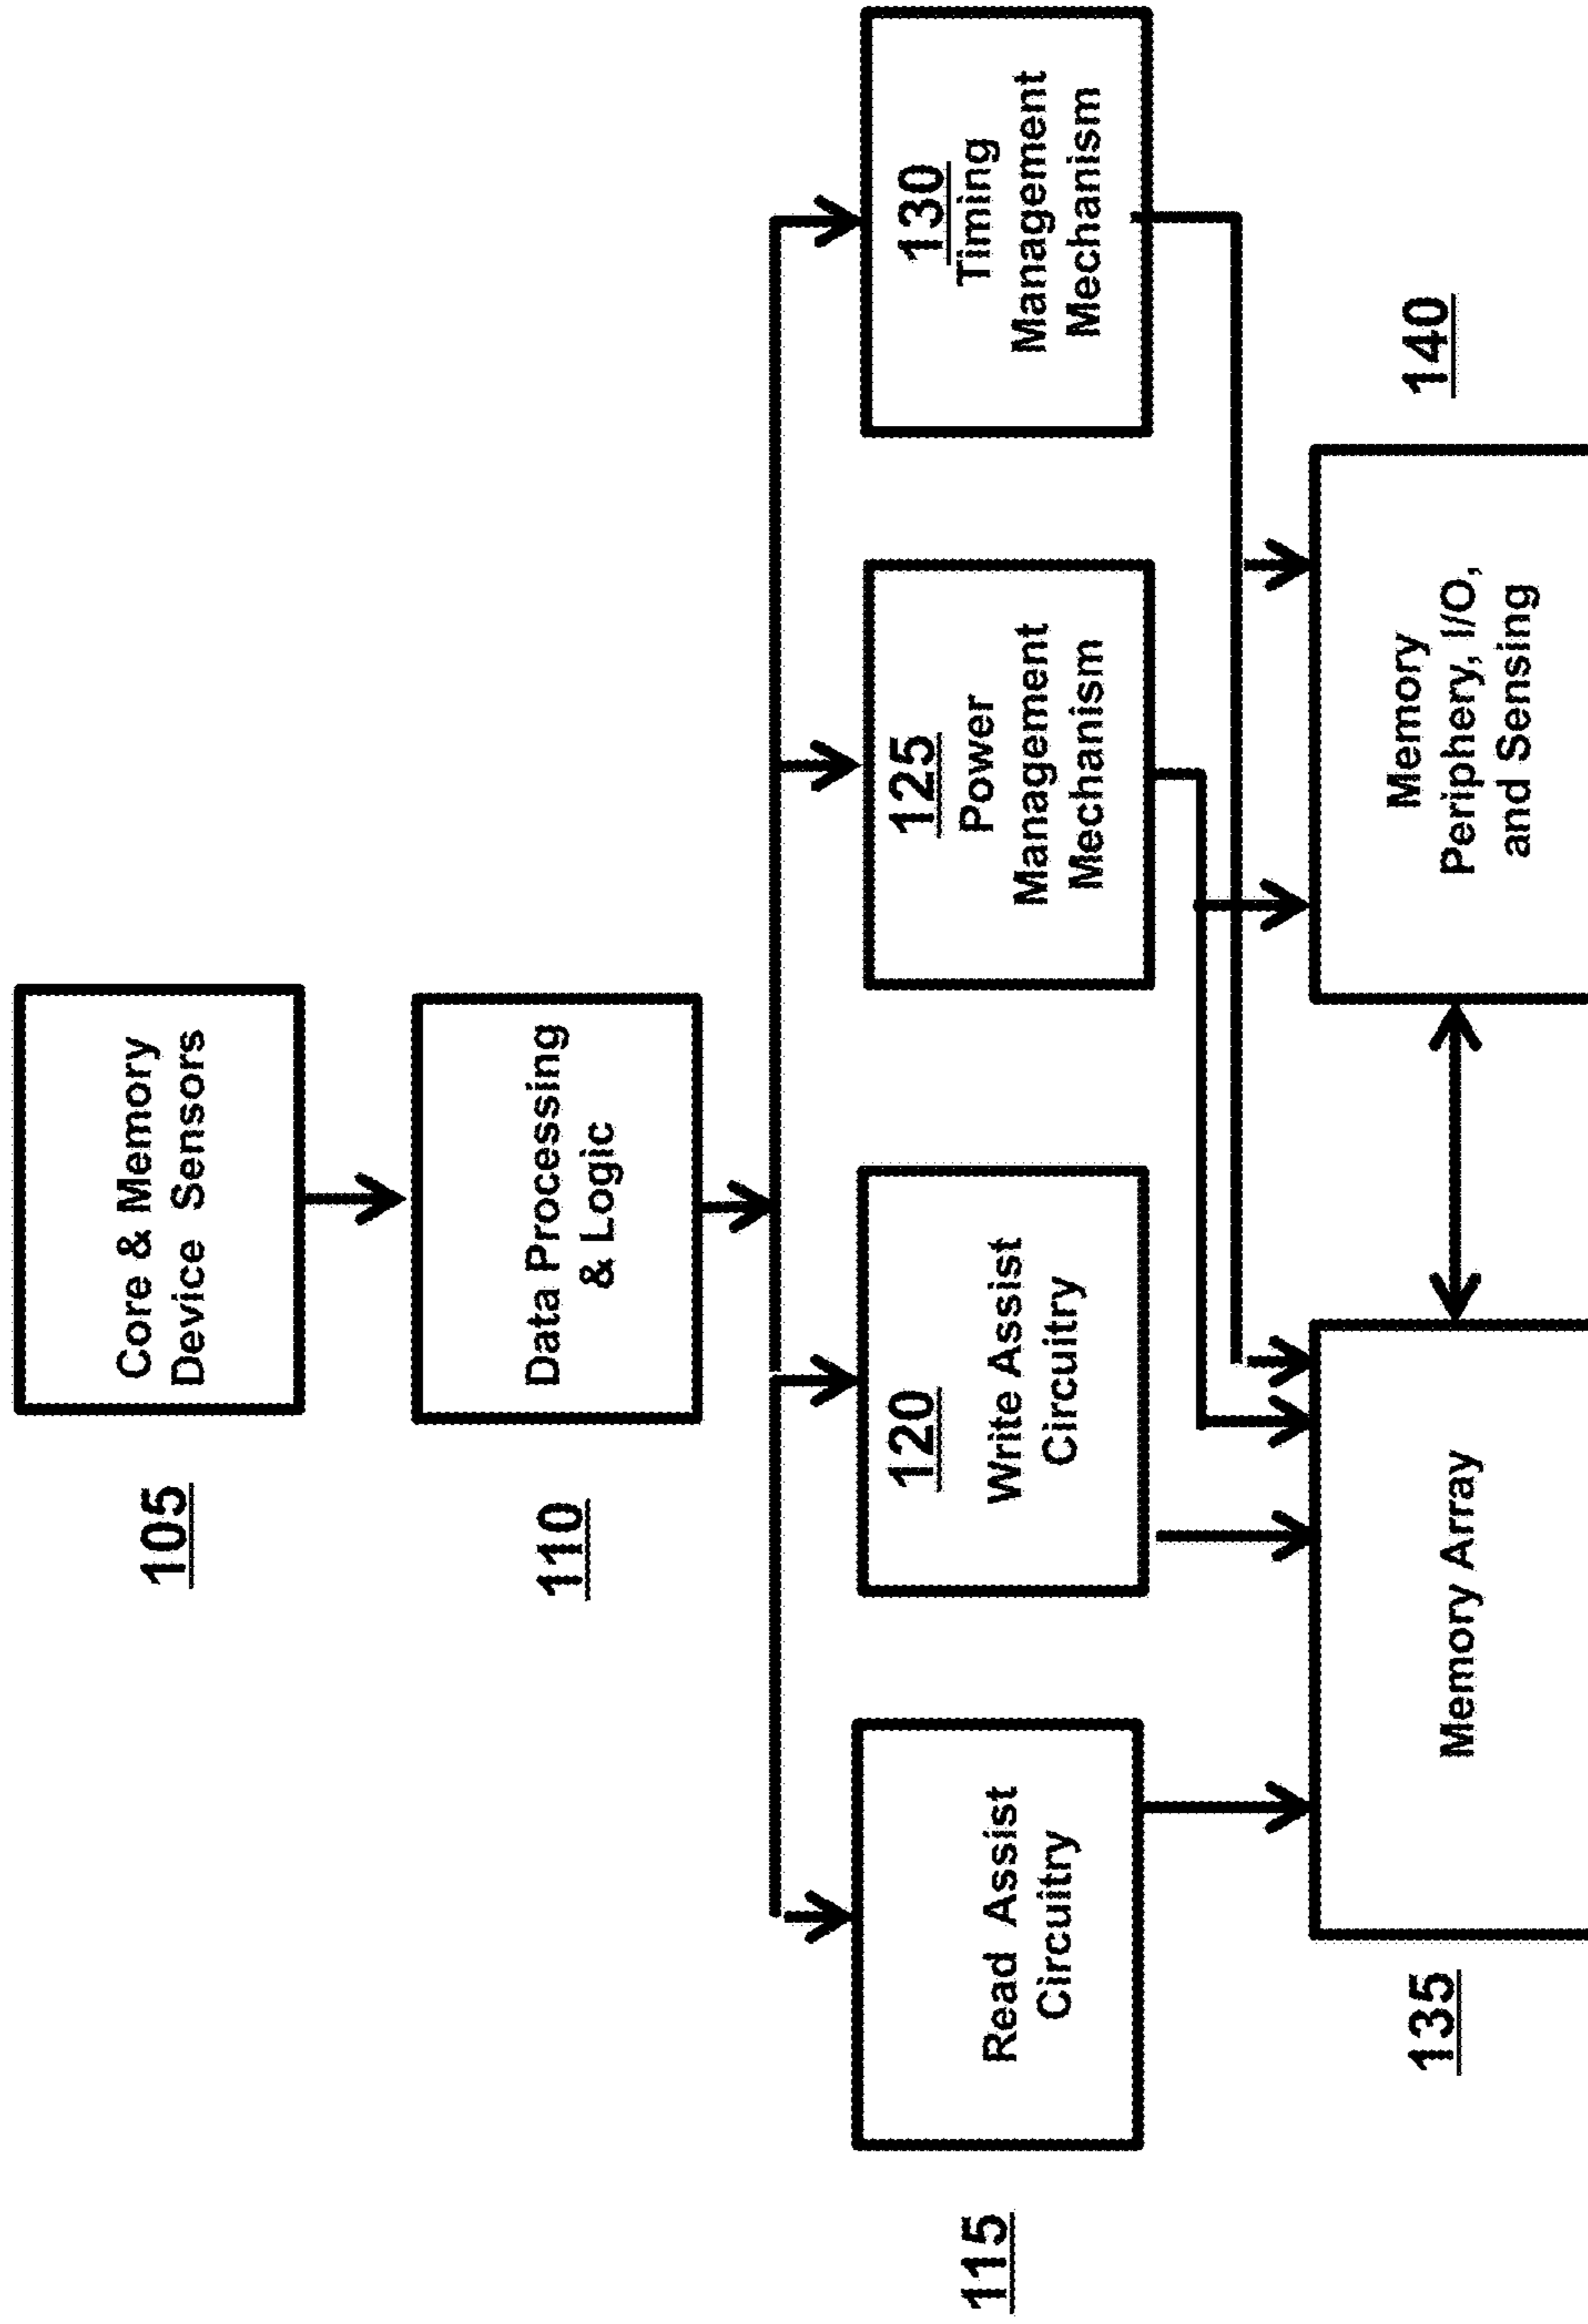 105
Core & Memory
Device Sensors
110
Data Processing
& Logic
115
Read Assist
Circuitry
120
Write Assist
Circuitry
125
Power
Management
Mechanism
130
Timing
Management
Mechanism
135
Memory Array
Memory
Periphery, I/O,
and Sensing
140